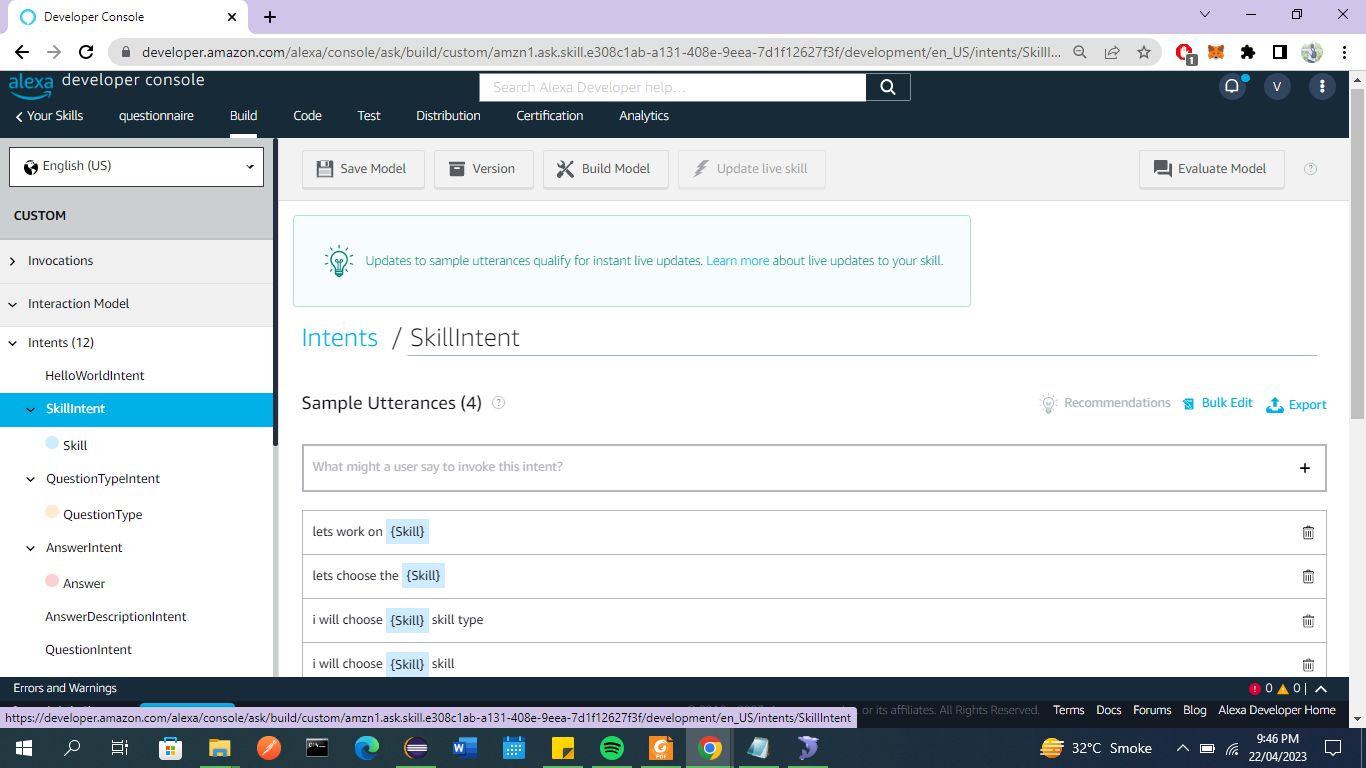 Developer Console
developer.amazon.com/alexa/console/ask/build/custom/amzn1.ask.skill.e308c1ab-a131-408e-9eea-7d1f12627f3f/development/en_US/intents/SkillI...
1
alexa developer console
Search Alexa Developer help...
V
Your Skills
questionnaire
Build
Code
Test
Distribution
Certification
Analytics
English (US)
Save Model
Version
Build Model
Update live skill
Evaluate Model
?
CUSTOM
Invocations
Updates to sample utterances qualify for instant live updates. Learn more about live updates to your skill.
Interaction Model
Intents (12)
Intents / SkillIntent
HelloWorldIntent
SkillIntent
Sample Utterances (4) ?
Recommendations
Bulk Edit
Export
Skill
What might a user say to invoke this intent?
+
QuestionTypeIntent
QuestionType
lets work on {Skill}
AnswerIntent
Answer
lets choose the {Skill}
AnswerDescriptionIntent
i will choose {Skill} skill type
QuestionIntent
i will choose {Skill} skill
Errors and Warnings
0
0
https://developer.amazon.com/alexa/console/ask/build/custom/amzn1.ask.skill.e308c1ab-a131-408e-9eea-7d1f12627f3f/development/en_US/intents/SkillIntent
or its affiliates. All Rights Reserved.
Terms
Docs
Forums
Blog
Alexa Developer Home
32°C Smoke
9:46 PM
22/04/2023